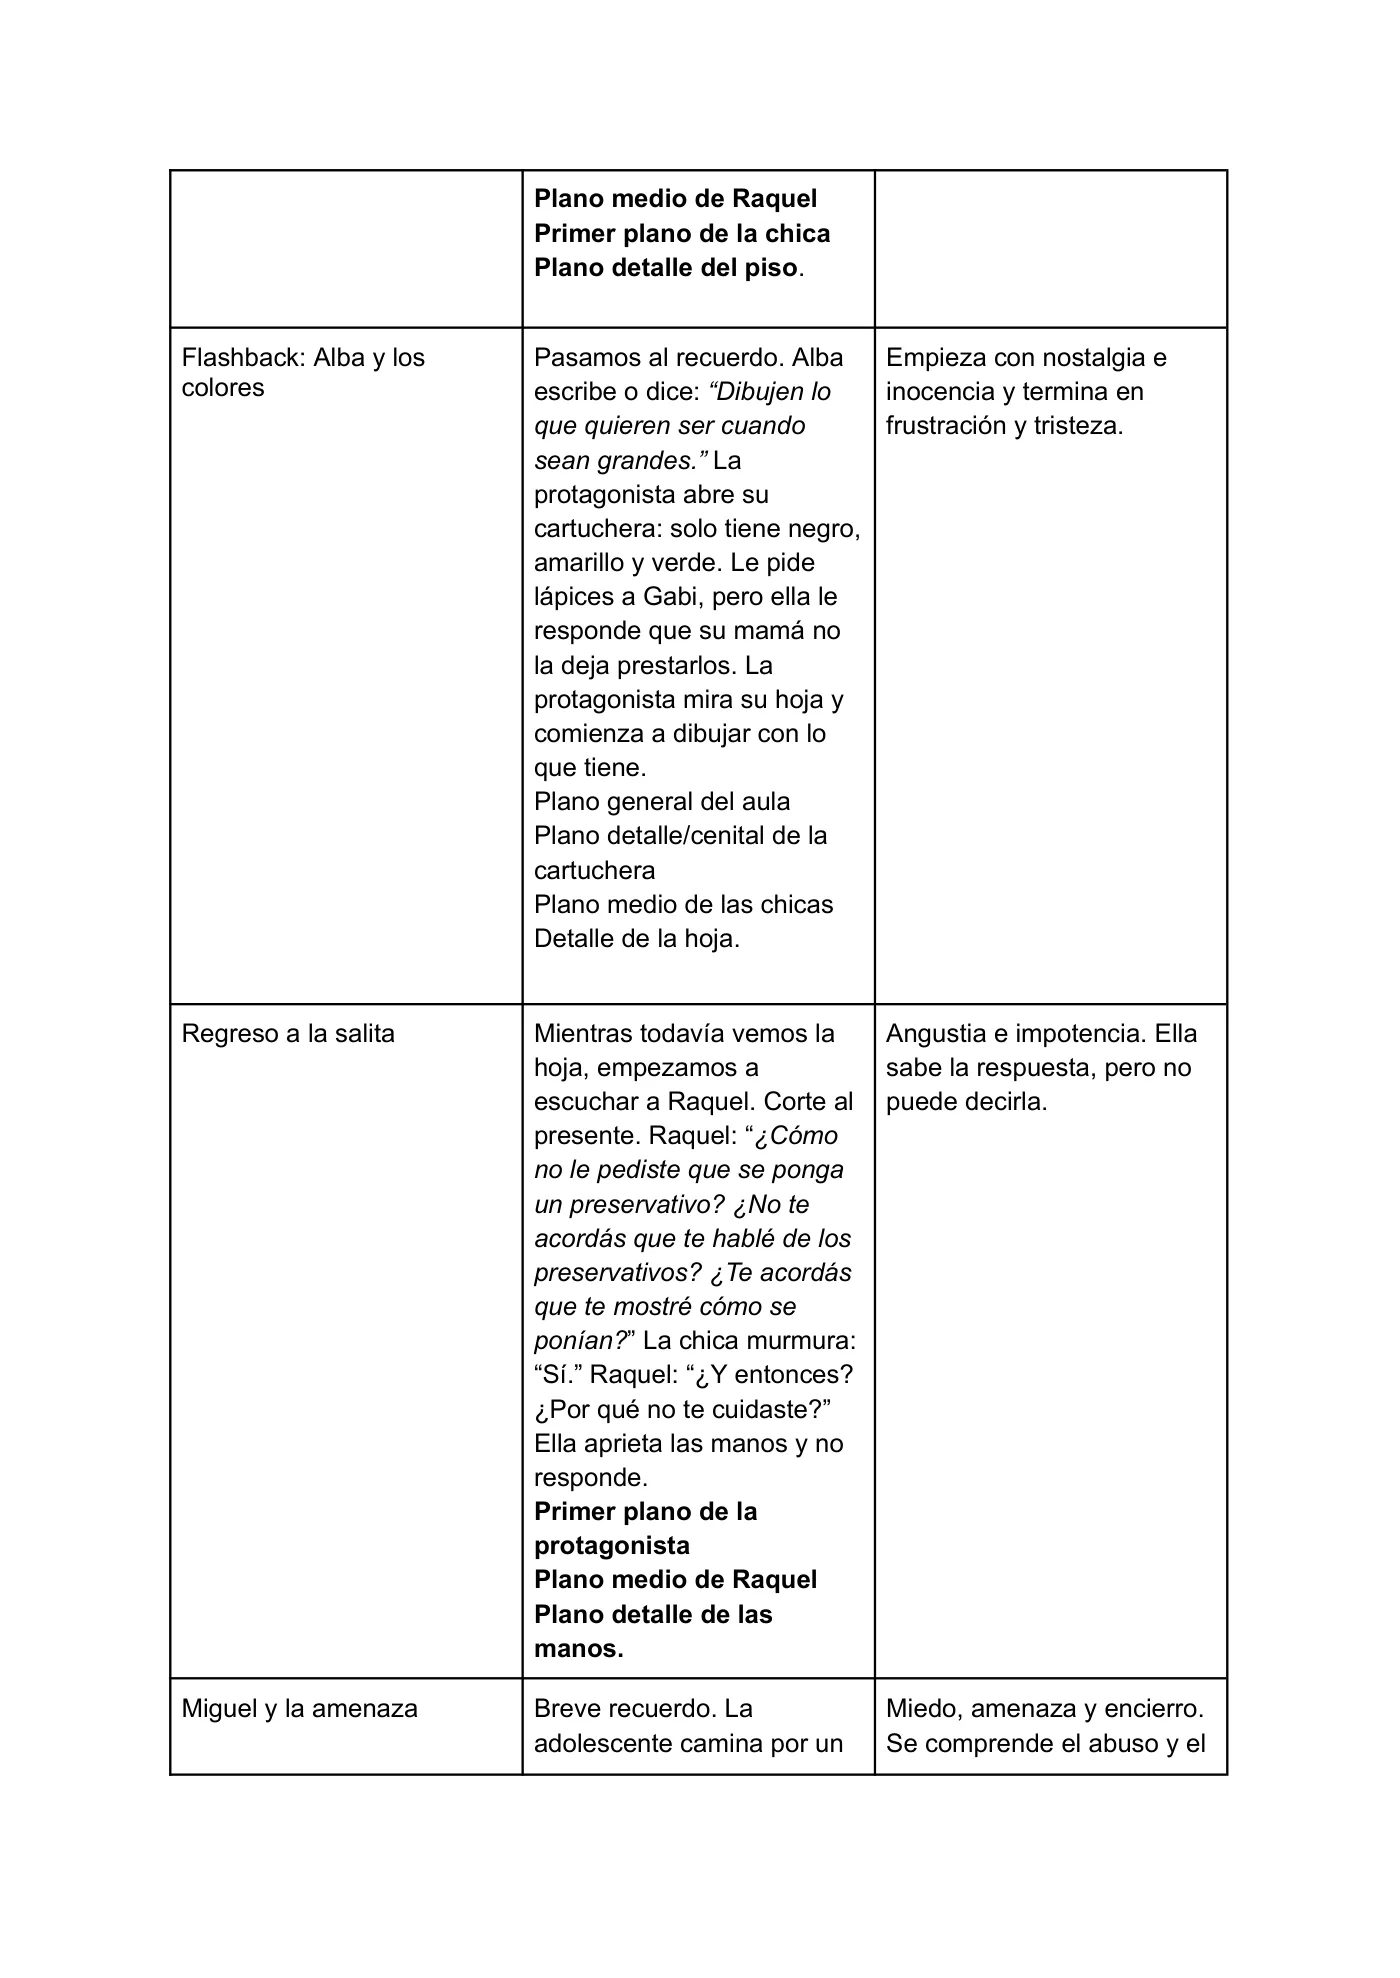 Plano medio de Raquel
Primer plano de la chica
Plano detalle del piso.
Flashback: Alba y los
colores
Pasamos al recuerdo. Alba
escribe o dice: “Dibujen lo
que quieren ser cuando
sean grandes.” La
protagonista abre su
cartuchera: solo tiene negro,
amarillo y verde. Le pide
lápices a Gabi, pero ella le
responde que su mamá no
la deja prestarlos. La
protagonista mira su hoja y
comienza a dibujar con lo
que tiene.
Plano general del aula
Plano detalle/cenital de la
cartuchera
Plano medio de las chicas
Detalle de la hoja.
Empieza con nostalgia e
inocencia y termina en
frustración y tristeza.
Regreso a la salita
Mientras todavía vemos la
hoja, empezamos a
escuchar a Raquel. Corte al
presente. Raquel: “¿Cómo
no le pediste que se ponga
un preservativo? ¿No te
acordás que te hablé de los
preservativos? ¿Te acordás
que te mostré cómo se
ponían?” La chica murmura:
“Sí.” Raquel: “¿Y entonces?
¿Por qué no te cuidaste?”
Ella aprieta las manos y no
responde.
Primer plano de la
protagonista
Plano medio de Raquel
Plano detalle de las
manos.
Angustia e impotencia. Ella
sabe la respuesta, pero no
puede decirla.
Miguel y la amenaza
Breve recuerdo. La
adolescente camina por un
Miedo, amenaza y encierro.
Se comprende el abuso y el